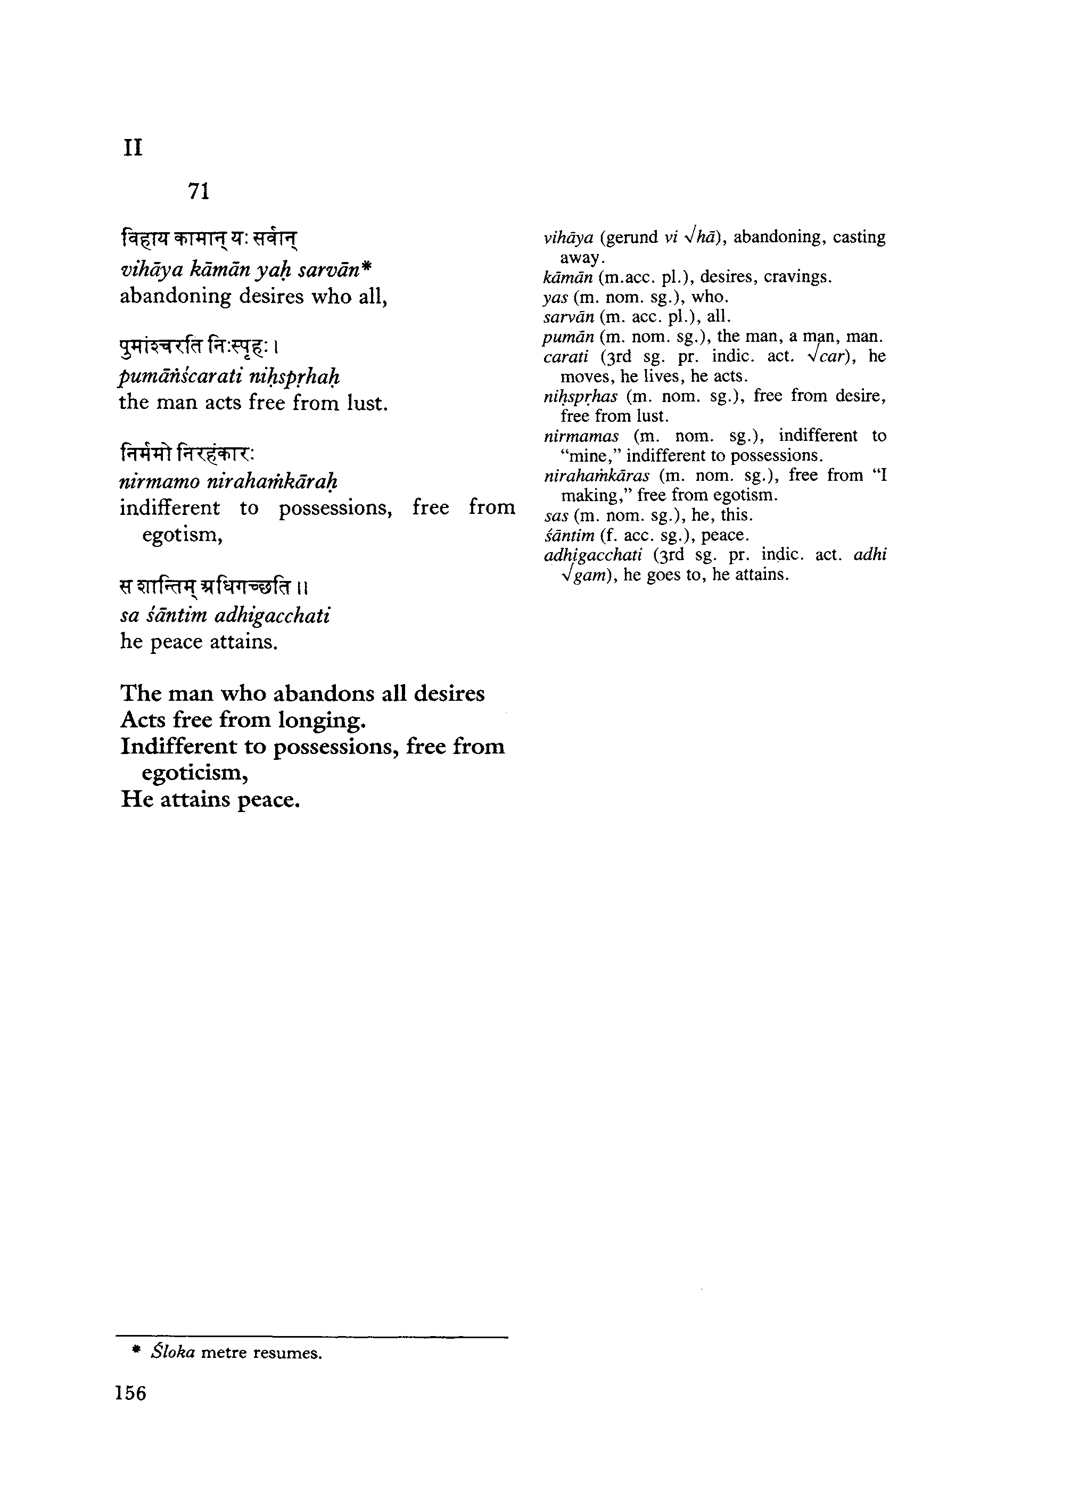 II
71
विहाय कामान् यः सर्वान्
vihāya kāmān yaḥ sarvān*
abandoning desires who all,
पुमांश्चरति निःस्पृहः ।
pumāṅścarati niḥspṛhaḥ
the man acts free from lust.
निर्ममो निरहंकारः
nirmamo nirahaṁkāraḥ
indifferent to possessions, free from
egotism,
स शान्तिम् अधिगच्छति ॥
sa śāntim adhigacchati
he peace attains.
The man who abandons all desires
Acts free from longing.
Indifferent to possessions, free from
egoticism,
He attains peace.
vihāya (gerund vi √hā), abandoning, casting
away.
kāmān (m.acc. pl.), desires, cravings.
yas (m. nom. sg.), who.
sarvān (m. acc. pl.), all.
pumān (m. nom. sg.), the man, a man, man.
carati (3rd sg. pr. indic. act. √car), he
moves, he lives, he acts.
niḥspṛhas (m. nom. sg.), free from desire,
free from lust.
nirmamas (m. nom. sg.), indifferent to
“mine,” indifferent to possessions.
nirahaṁkāras (m. nom. sg.), free from “I
making,” free from egotism.
sas (m. nom. sg.), he, this.
śāntim (f. acc. sg.), peace.
adhigacchati (3rd sg. pr. indic. act. adhi
√gam), he goes to, he attains.
* Śloka metre resumes.
156